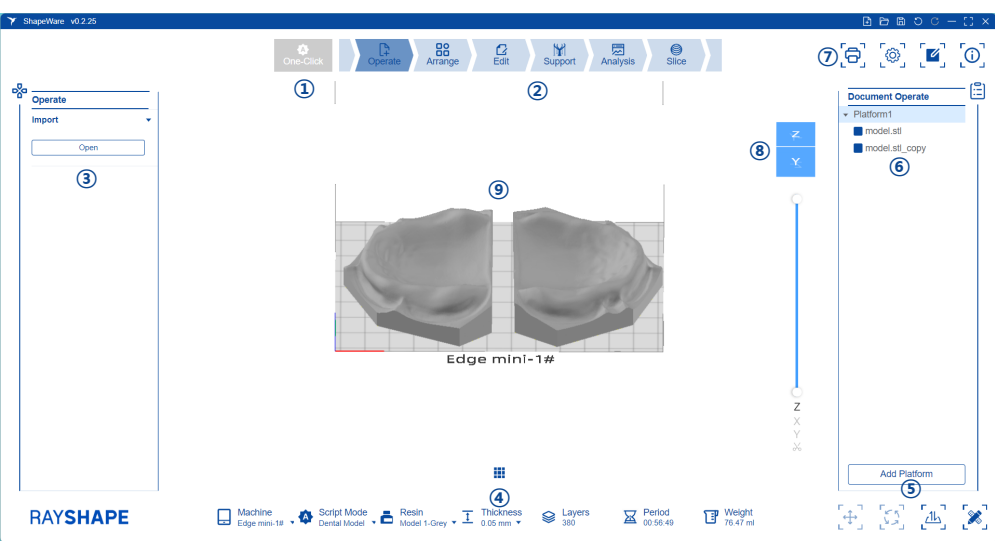 ShapeWare v0.2.25
One-Click
Operate
Arrange
Edit
Support
Analysis
Slice
⑦
①
②
Operate
Import
Open
③
Document Operate
Platform1
model.stl
model.stl_copy
⑥
Z
Y
⑧
⑨
Edge mini-1#
Z
X
Y
Add Platform
⑤
④
RAYSHAPE
Machine
Edge mini-1#
Script Mode
Dental Model
Resin
Model 1-Grey
Thickness
0.05 mm
Layers
380
Period
00:56:49
Weight
76.47 ml